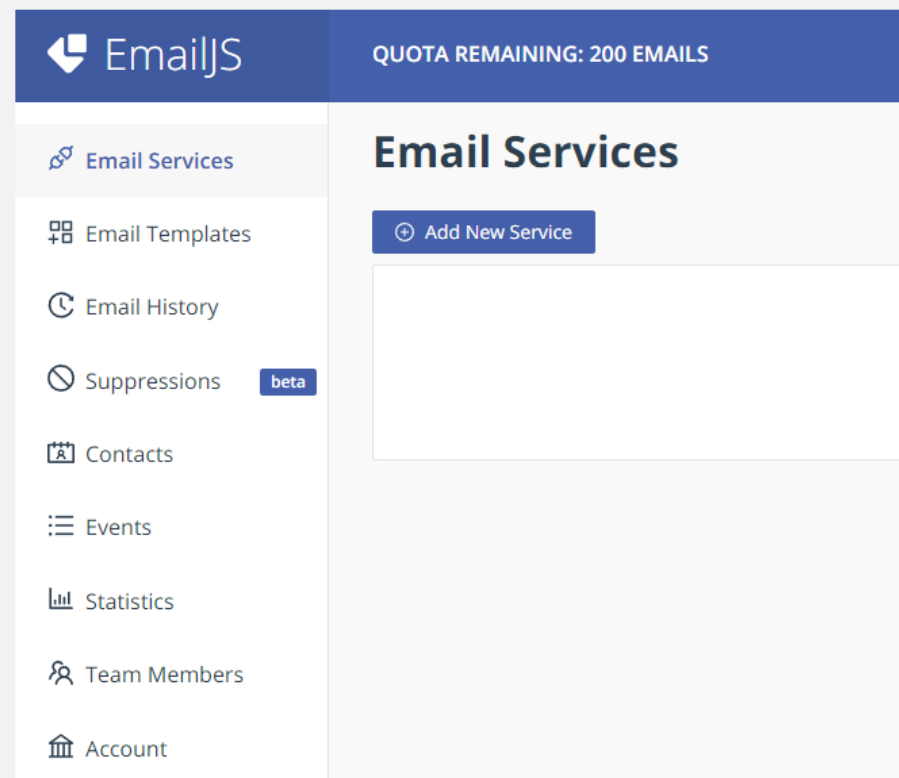 EmailJS
QUOTA REMAINING: 200 EMAILS
Email Services
Email Templates
Email History
Suppressions beta
Contacts
Events
Statistics
Team Members
Account
Email Services
Add New Service